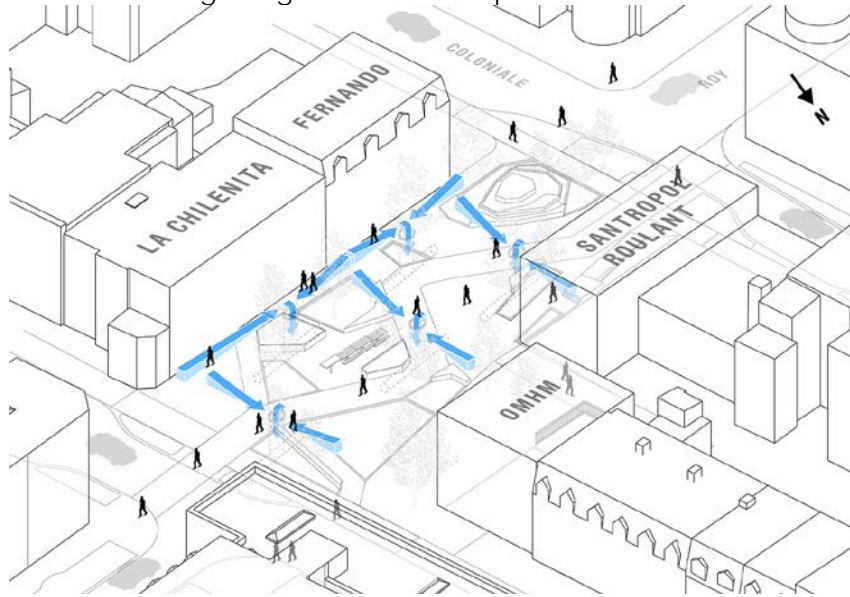 COLONIALE
ROY
FERNANDO
N
LA CHILENITA
SANTROPOL
ROULANT
OMHM